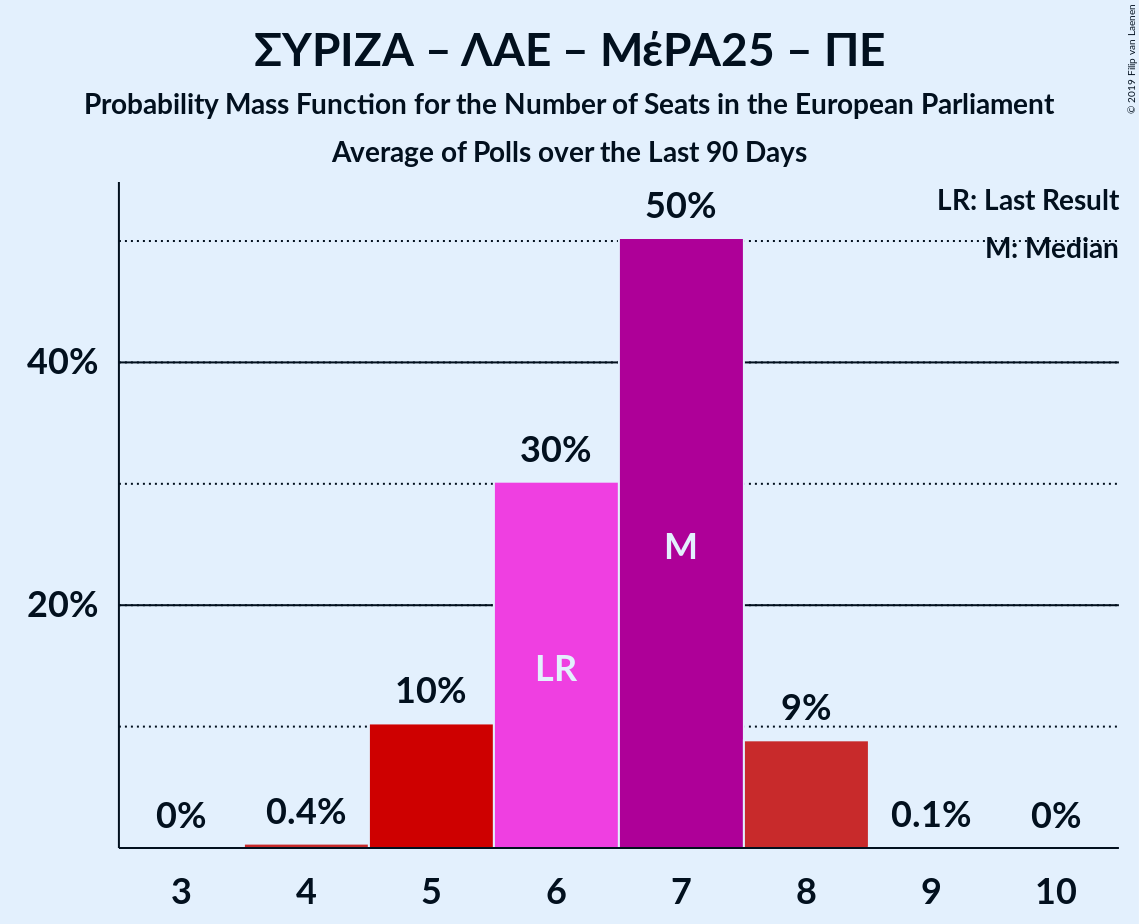 ΣΥΡΙΖΑ – ΛΑΕ – ΜέΡΑ25 – ΠΕ
Probability Mass Function for the Number of Seats in the European Parliament
Average of Polls over the Last 90 Days
© 2019 Filip van Laenen
LR: Last Result
M: Median
50%
40%
30%
20%
10%
9%
0%
0.4%
0.1%
0%
LR
M
3 4 5 6 7 8 9 10